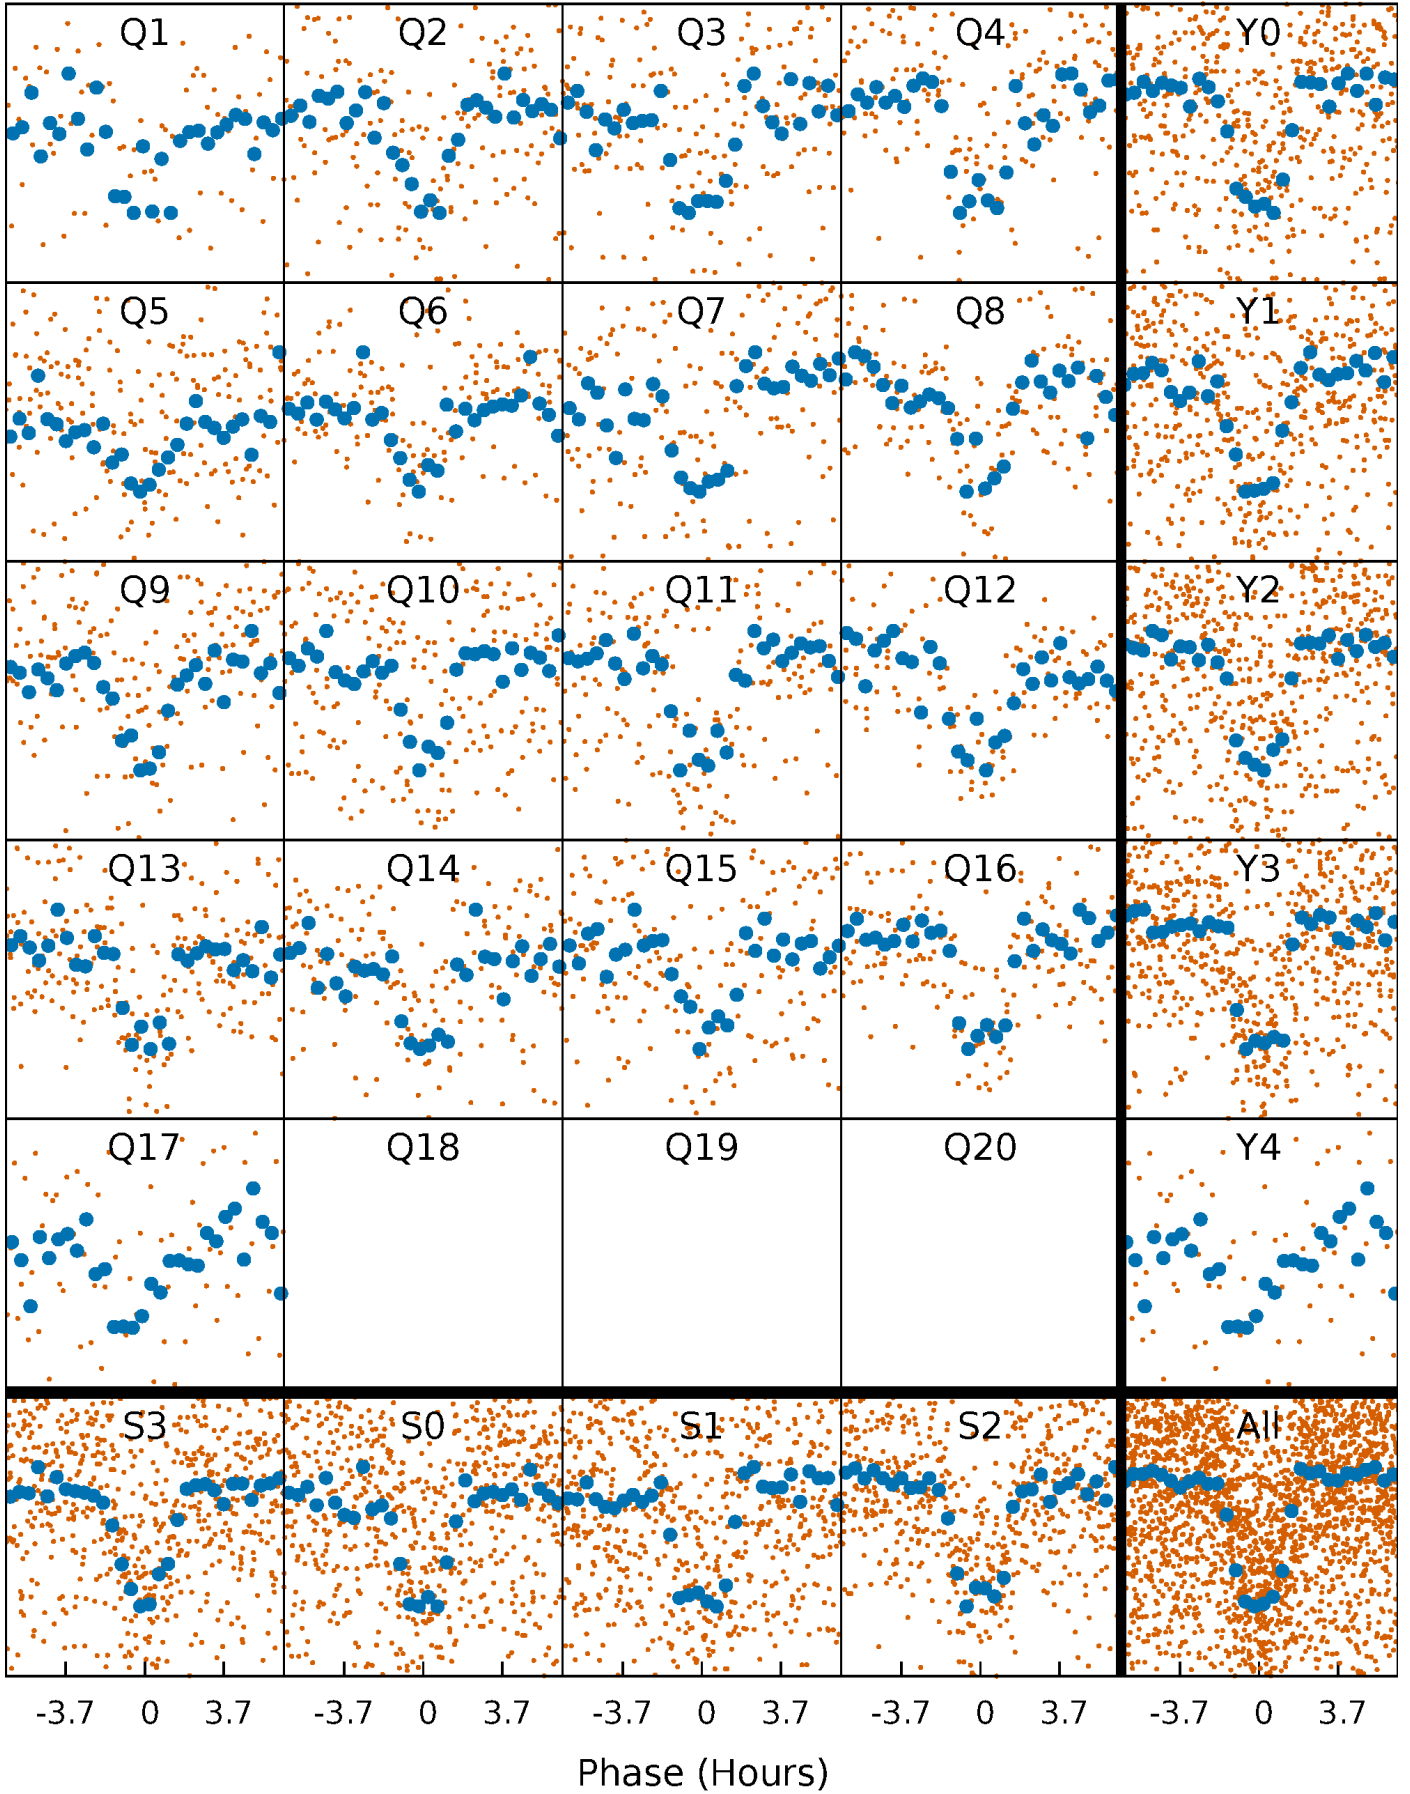 Q1 Q2 Q3 Q4 Y0
Q5 Q6 Q7 Q8 Y1
Q9 Q10 Q11 Q12 Y2
Q13 Q14 Q15 Q16 Y3
Q17 Q18 Q19 Q20 Y4
S3 S0 S1 S2 All
-3.7 0 3.7 -3.7 0 3.7 -3.7 0 3.7 -3.7 0 3.7 -3.7 0 3.7
Phase (Hours)